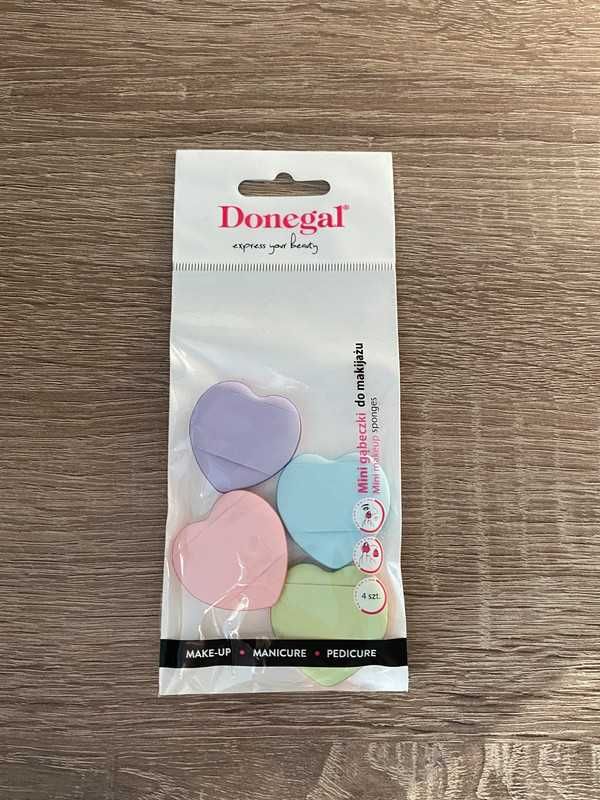 Donegal®
express your beauty
Mini gąbeczki do makijażu
Mini makeup sponges
4 szt.
MAKE-UP • MANICURE • PEDICURE